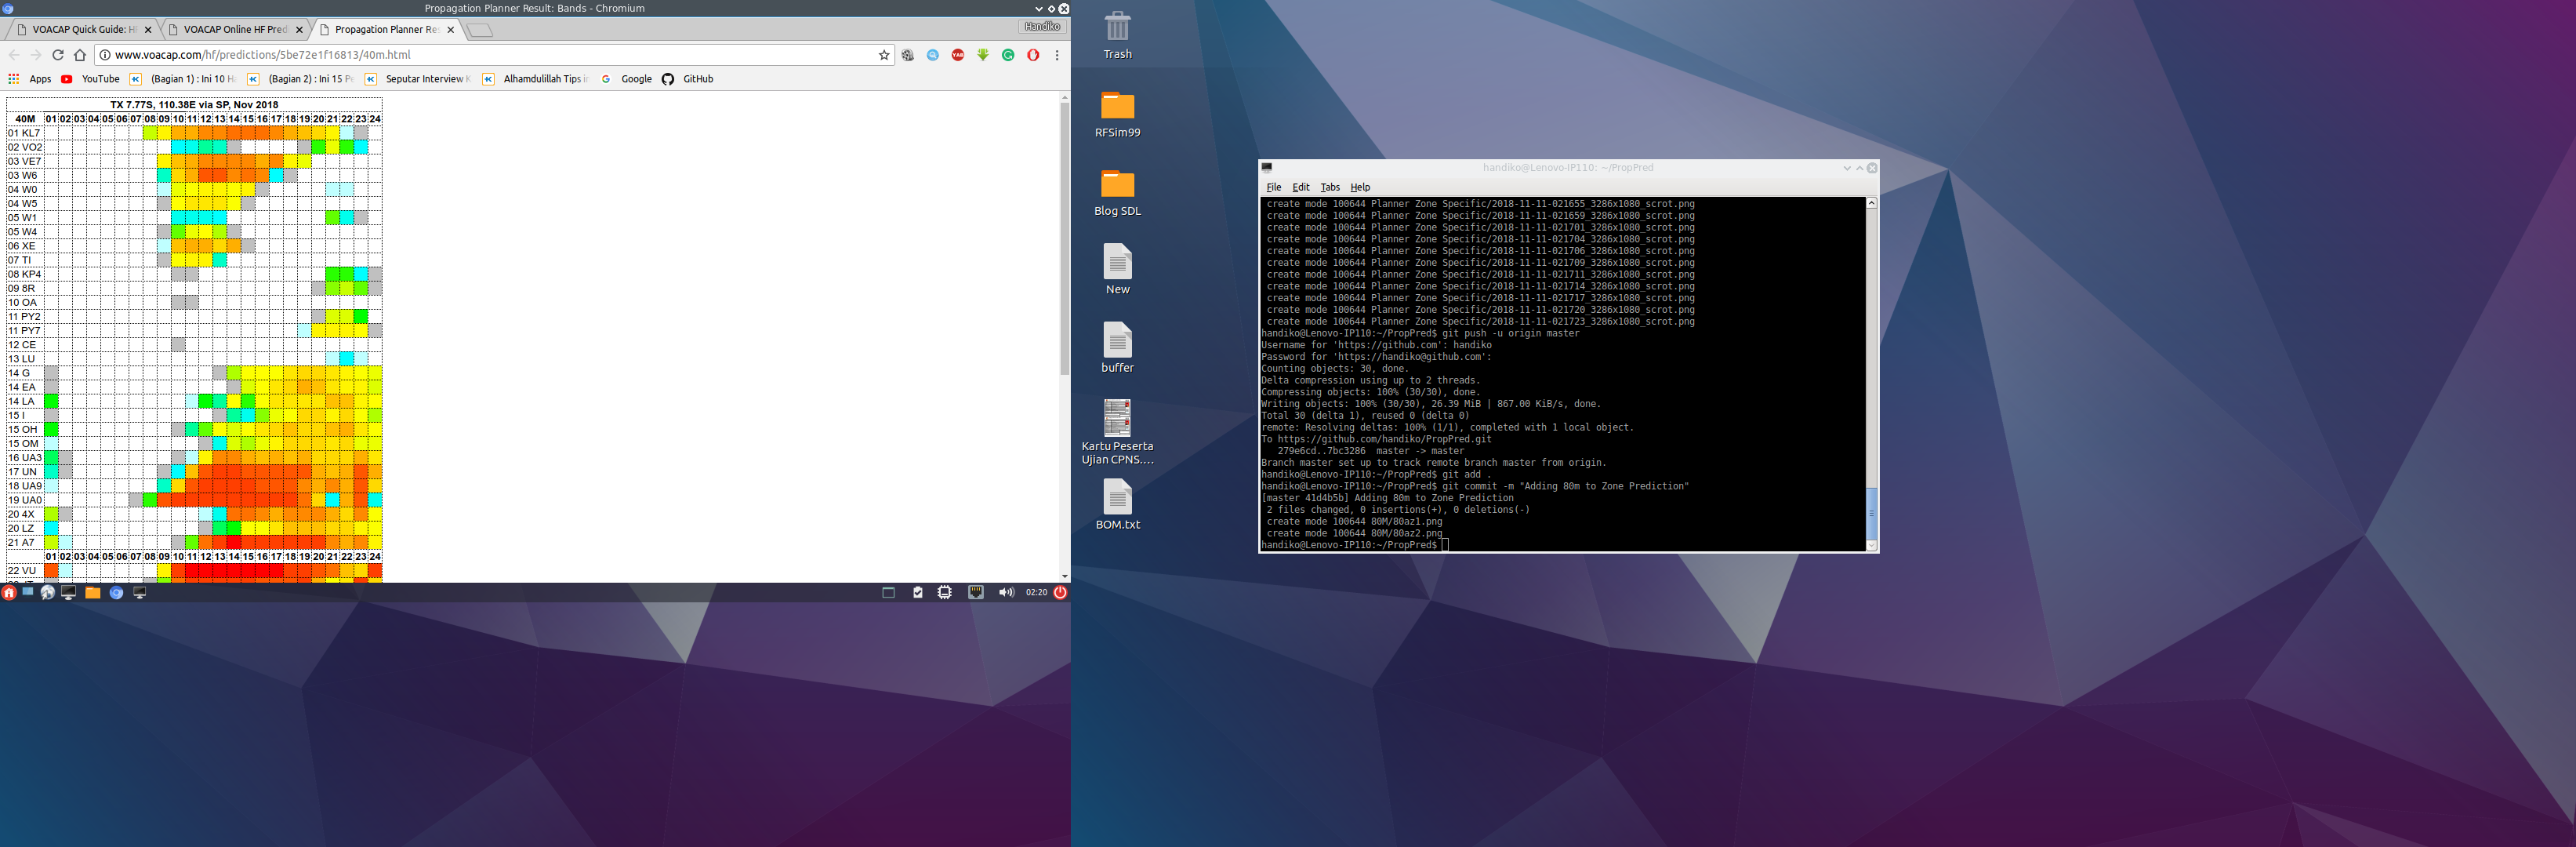 Propagation Planner Result: Bands - Chromium
VOACAP Quick Guide: H
VOACAP Online HF Pred
Propagation Planner Re
Handiko
www.voacap.com/hf/predictions/5be72e1f16813/40m.html
Apps
YouTube
(Bagian 1) : Ini 10 H
(Bagian 2) : Ini 15 P
Seputar Interview K
Alhamdulillah Tips in
Google
GitHub
TX 7.77S, 110.38E via SP, Nov 2018
40M 01 02 03 04 05 06 07 08 09 10 11 12 13 14 15 16 17 18 19 20 21 22 23 24
01 KL7
02 VO2
03 VE7
03 W6
04 W0
04 W5
05 W1
05 W4
06 XE
07 TI
08 KP4
09 8R
10 OA
11 PY2
11 PY7
12 CE
13 LU
14 G
14 EA
14 LA
15 I
15 OH
15 OM
16 UA3
17 UN
18 UA9
19 UA0
20 4X
20 LZ
21 A7
01 02 03 04 05 06 07 08 09 10 11 12 13 14 15 16 17 18 19 20 21 22 23 24
22 VU
02:20
Trash
RFSim99
Blog SDL
New
buffer
Kartu Peserta
Ujian CPNS....
BOM.txt
handiko@Lenovo-IP110: ~/PropPred
File Edit Tabs Help
create mode 100644 Planner Zone Specific/2018-11-11-021655_3286x1080_scrot.png
create mode 100644 Planner Zone Specific/2018-11-11-021659_3286x1080_scrot.png
create mode 100644 Planner Zone Specific/2018-11-11-021701_3286x1080_scrot.png
create mode 100644 Planner Zone Specific/2018-11-11-021704_3286x1080_scrot.png
create mode 100644 Planner Zone Specific/2018-11-11-021706_3286x1080_scrot.png
create mode 100644 Planner Zone Specific/2018-11-11-021709_3286x1080_scrot.png
create mode 100644 Planner Zone Specific/2018-11-11-021711_3286x1080_scrot.png
create mode 100644 Planner Zone Specific/2018-11-11-021714_3286x1080_scrot.png
create mode 100644 Planner Zone Specific/2018-11-11-021717_3286x1080_scrot.png
create mode 100644 Planner Zone Specific/2018-11-11-021720_3286x1080_scrot.png
create mode 100644 Planner Zone Specific/2018-11-11-021723_3286x1080_scrot.png
handiko@Lenovo-IP110:~/PropPred$ git push -u origin master
Username for 'https://github.com': handiko
Password for 'https://handiko@github.com':
Counting objects: 30, done.
Delta compression using up to 2 threads.
Compressing objects: 100% (30/30), done.
Writing objects: 100% (30/30), 26.39 MiB | 867.00 KiB/s, done.
Total 30 (delta 1), reused 0 (delta 0)
remote: Resolving deltas: 100% (1/1), completed with 1 local object.
To https://github.com/handiko/PropPred.git
279e6cd..7bc3286 master -> master
Branch master set up to track remote branch master from origin.
handiko@Lenovo-IP110:~/PropPred$ git add .
handiko@Lenovo-IP110:~/PropPred$ git commit -m "Adding 80m to Zone Prediction"
[master 41d4b5b] Adding 80m to Zone Prediction
2 files changed, 0 insertions(+), 0 deletions(-)
create mode 100644 80M/80az1.png
create mode 100644 80M/80az2.png
handiko@Lenovo-IP110:~/PropPred$